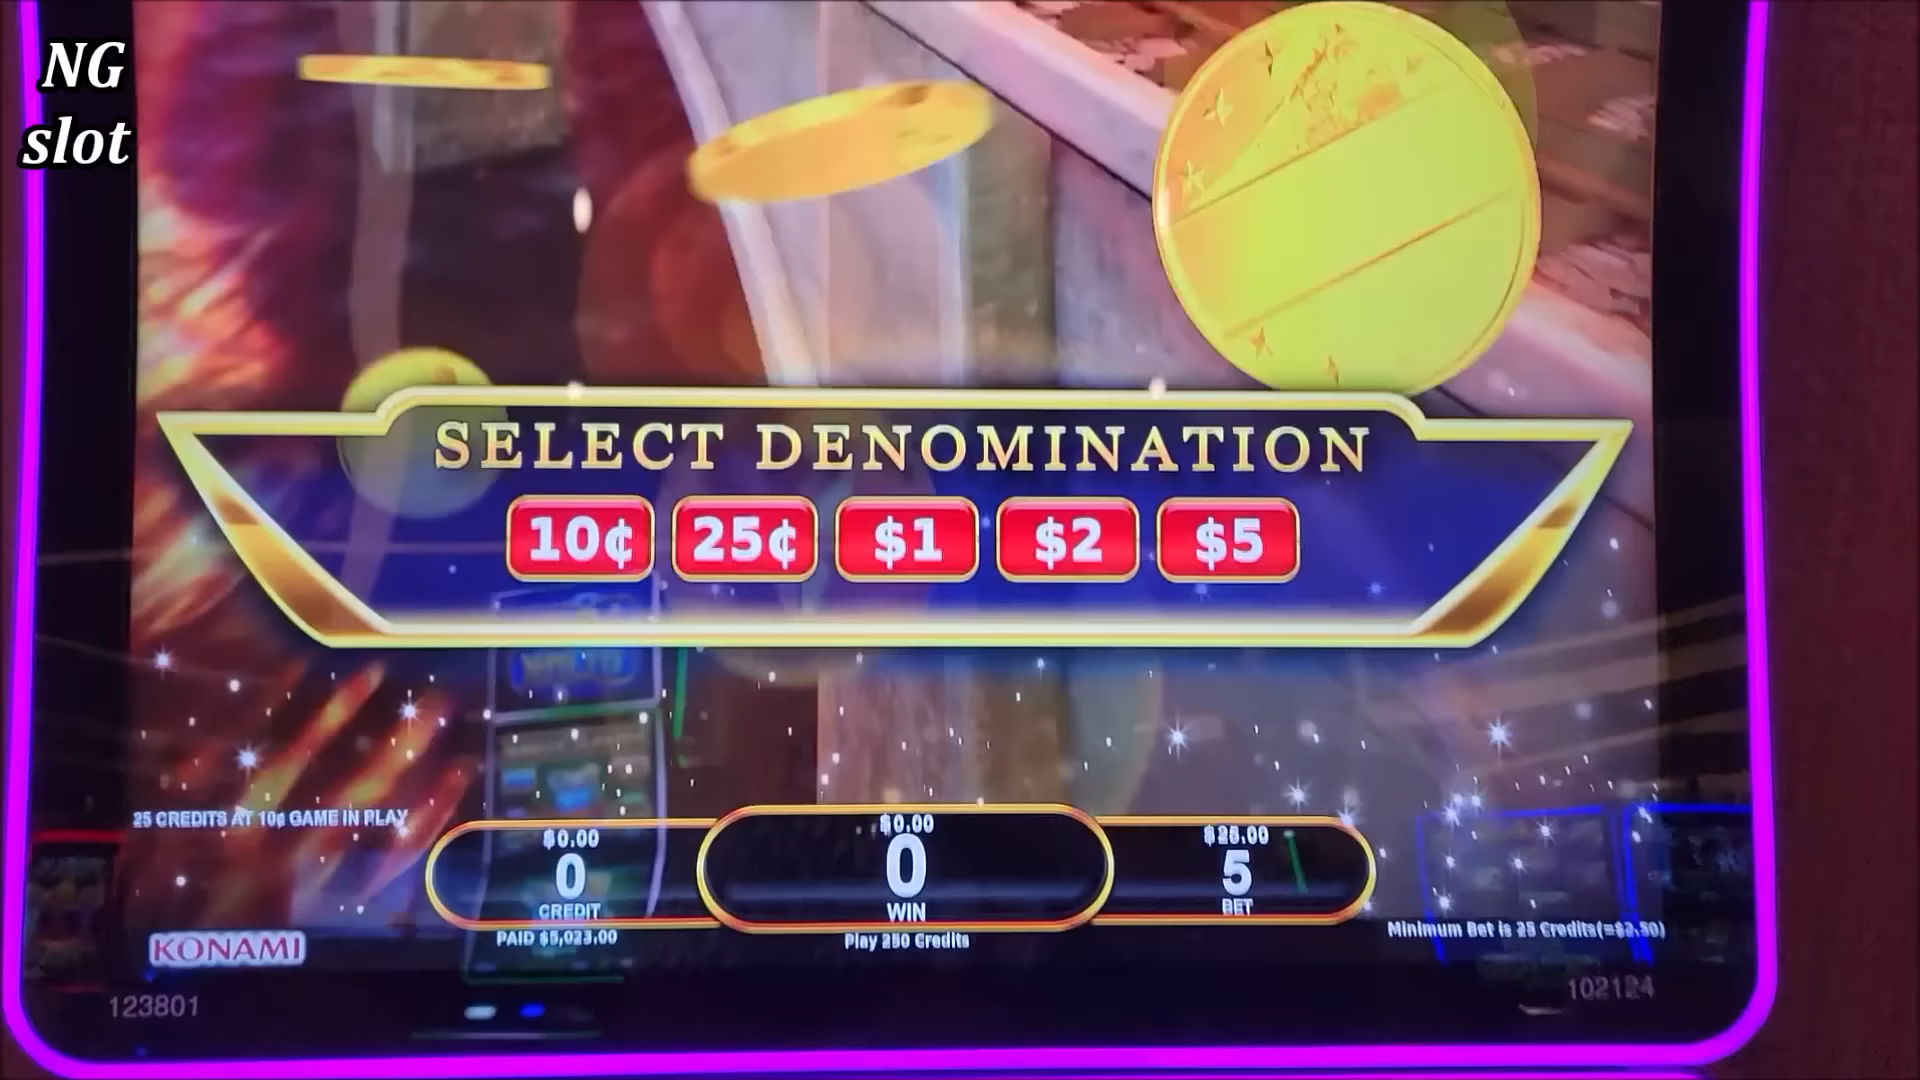 NG
slot
SELECT DENOMINATION
10¢ 25¢ $1 $2 $5
25 CREDITS AT 10¢ GAME IN PLAY
$0.00
0
CREDIT
PAID $5,023.00
$0.00
0
WIN
Play 250 Credits
$25.00
5
BET
Minimum Bet is 25 Credits(=$2.50)
KONAMI
123801
102124